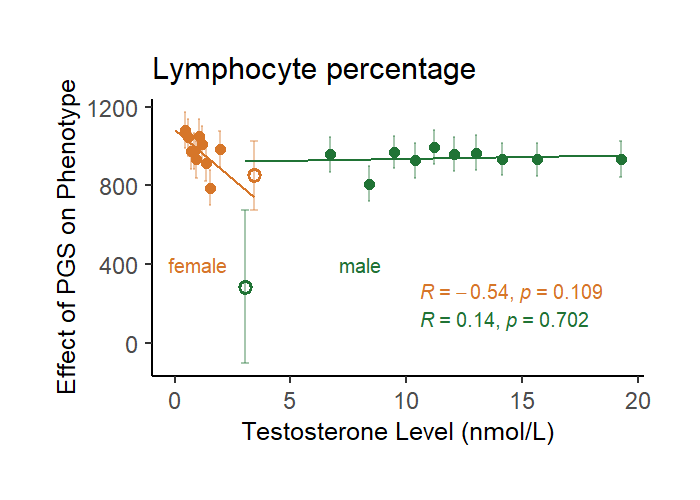 Lymphocyte percentage
Effect of PGS on Phenotype
1200
800
400
0
female
male
R = −0.54, p = 0.109
R = 0.14, p = 0.702
0 5 10 15 20
Testosterone Level (nmol/L)